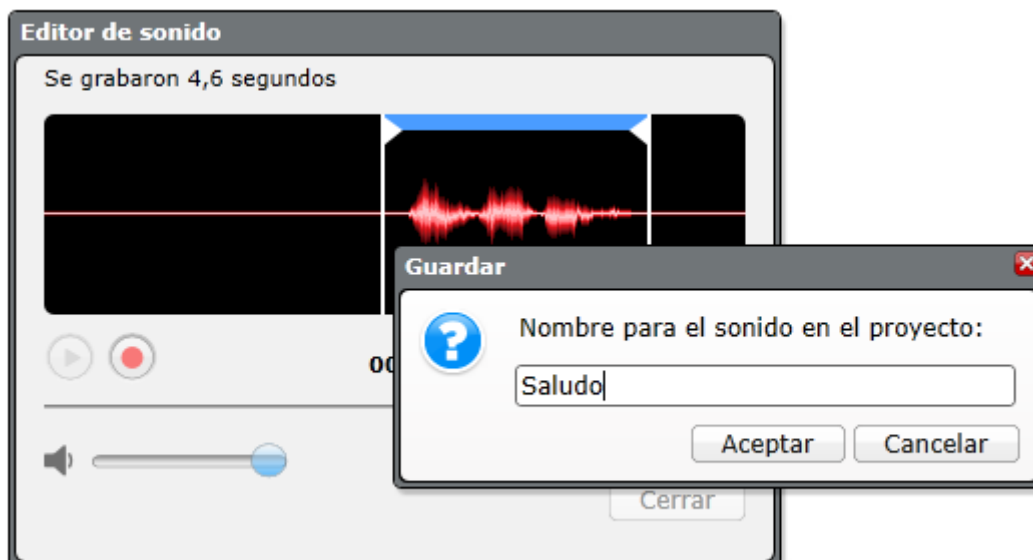 Editor de sonido
Se grabaron 4,6 segundos
Guardar
Nombre para el sonido en el proyecto:
Saludo
00
Aceptar Cancelar
Cerrar